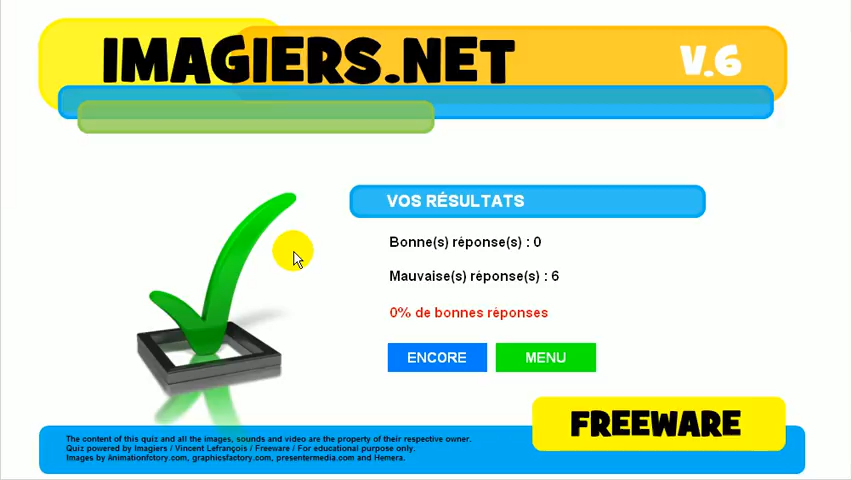 IMAGIERS.NET
V.6
VOS RÉSULTATS
Bonne(s) réponse(s) : 0
Mauvaise(s) réponse(s) : 6
0% de bonnes réponses
ENCORE
MENU
FREEWARE
The content of this quiz and all the images, sounds and video are the property of their respective owner.
Quiz powered by Imagiers / Vincent Lefrançois / Freeware / For educational purpose only.
Images by Animationfctory.com, graphicsfactory.com, presentermedia.com and Hemera.